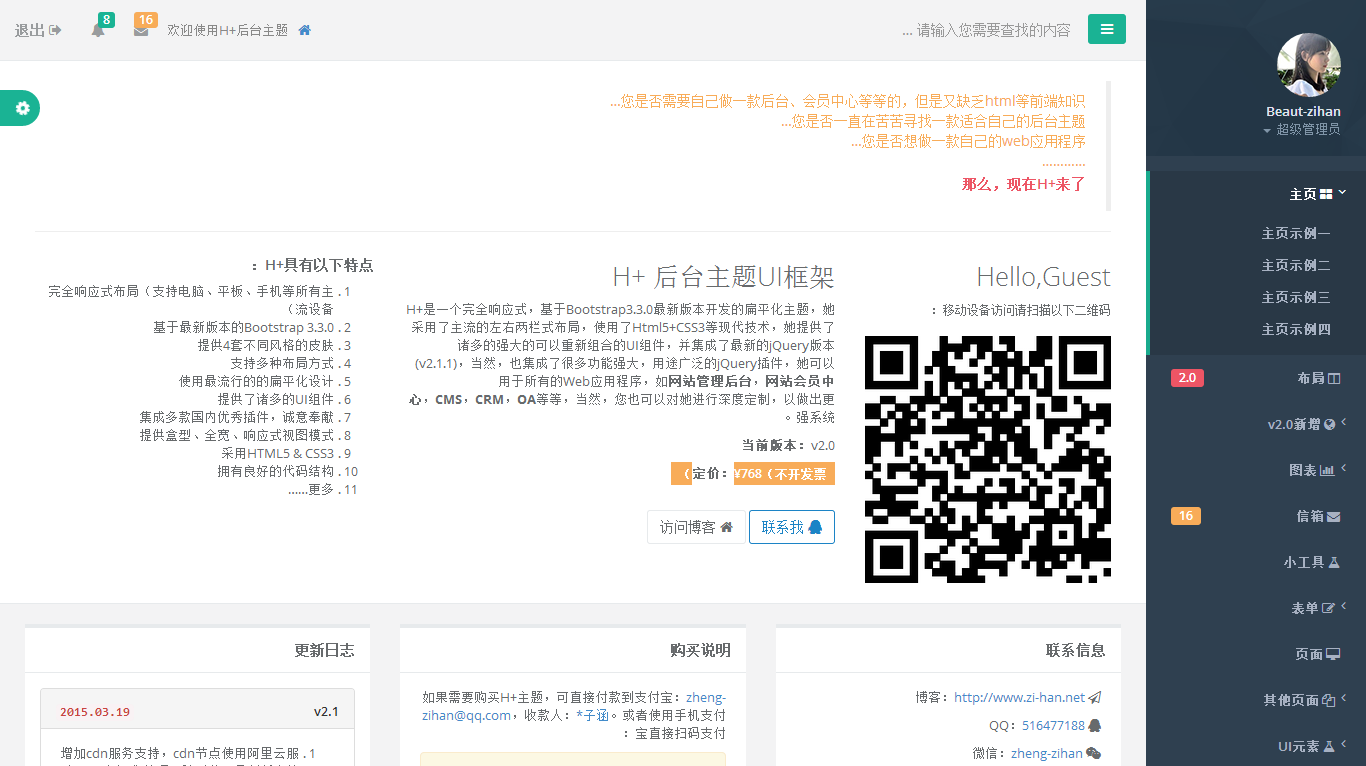 退出
8
16
欢迎使用H+后台主题
请输入您需要查找的内容 ...
Beaut-zihan
超级管理员
主页
主页示例一
主页示例二
主页示例三
主页示例四
布局
2.0
v2.0新增
图表
信箱
16
小工具
表单
页面
其他页面
UI元素
您是否需要自己做一款后台、会员中心等等的，但是又缺乏html等前端知识...
您是否一直在苦苦寻找一款适合自己的后台主题...
您是否想做一款自己的web应用程序...
............
那么，现在H+来了
Hello,Guest
移动设备访问请扫描以下二维码：
H+ 后台主题UI框架
H+是一个完全响应式，基于Bootstrap3.3.0最新版本开发的扁平化主题，她
采用了主流的左右两栏式布局，使用了Html5+CSS3等现代技术，她提供了
诸多的强大的可以重新组合的UI组件，并集成了最新的jQuery版本
(v2.1.1)，当然，也集成了很多功能强大，用途广泛的jQuery插件，她可以
用于所有的Web应用程序，如网站管理后台，网站会员中
心，CMS，CRM，OA等等，当然，您也可以对她进行深度定制，以做出更
强系统。
当前版本：v2.0
定价：¥768（不开发票）
联系我
访问博客
H+具有以下特点：
1. 完全响应式布局（支持电脑、平板、手机等所有主
流设备）
2. 基于最新版本的Bootstrap 3.3.0
3. 提供4套不同风格的皮肤
4. 支持多种布局方式
5. 使用最流行的的扁平化设计
6. 提供了诸多的UI组件
7. 集成多款国内优秀插件，诚意奉献
8. 提供盒型、全宽、响应式视图模式
9. 采用HTML5 & CSS3
10. 拥有良好的代码结构
11. 更多......
联系信息
博客：http://www.zi-han.net
QQ：516477188
微信：zheng-zihan
购买说明
如果需要购买H+主题，可直接付款到支付宝：zheng-
zihan@qq.com，收款人：*子涵。或者使用手机支付
宝直接扫码支付：
更新日志
v2.1
2015.03.19
1. 增加cdn服务支持，cdn节点使用阿里云服